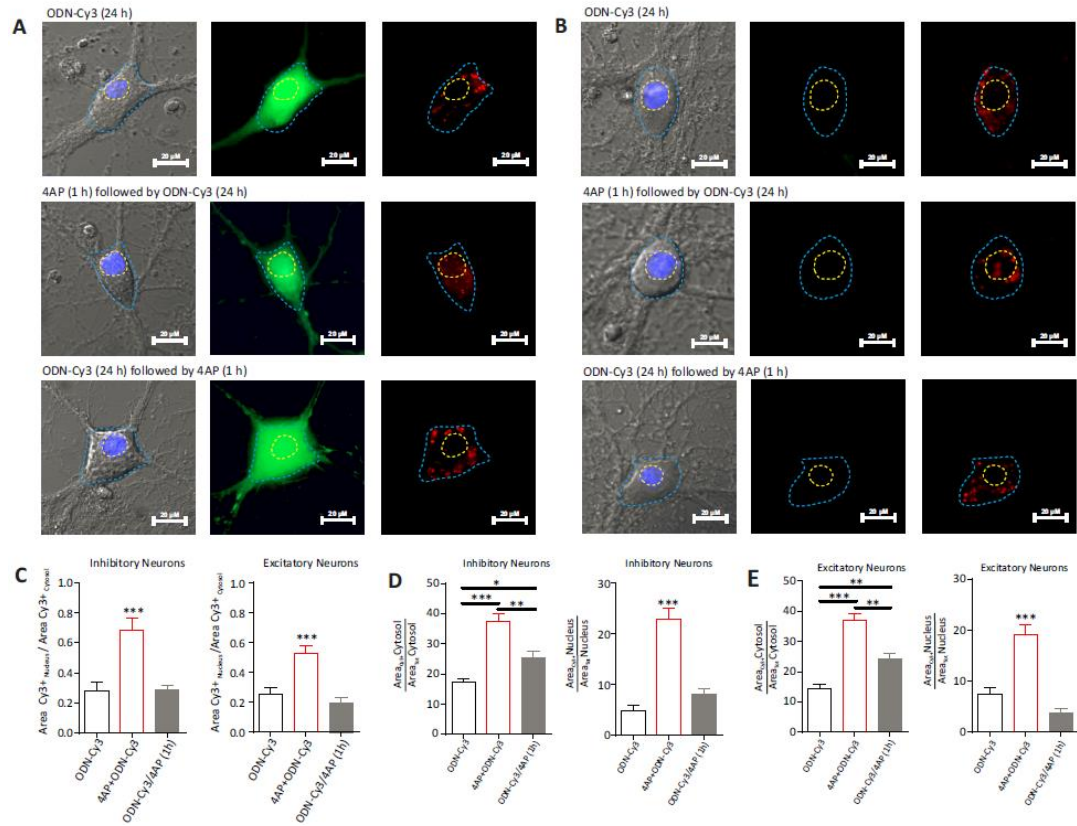 A
ODN-Cy3 (24 h)
20 μM
20 μM
20 μM
4AP (1 h) followed by ODN-Cy3 (24 h)
20 μM
20 μM
20 μM
ODN-Cy3 (24 h) followed by 4AP (1 h)
20 μM
20 μM
20 μM
B
ODN-Cy3 (24 h)
20 μM
20 μM
20 μM
4AP (1 h) followed by ODN-Cy3 (24 h)
20 μM
20 μM
20 μM
ODN-Cy3 (24 h) followed by 4AP (1 h)
20 μM
20 μM
20 μM
C
Inhibitory Neurons
Area Cy3+ Nucleus / Area Cy3+ Cytosol
1.0
0.8
0.6
0.4
0.2
0.0
***
ODN-Cy3
4AP+ODN-Cy3
ODN-Cy3/4AP (1h)
Excitatory Neurons
Area Cy3+ Nucleus /Area Cy3+ Cytosol
1.0
0.8
0.6
0.4
0.2
0.0
***
ODN-Cy3
4AP+ODN-Cy3
ODN-Cy3/4AP (1h)
D
Inhibitory Neurons
Cytosol
Cytosol
50
40
30
20
10
0
*
***
**
ODN-Cy3
4AP+ODN-Cy3
ODN-Cy3/4AP (1h)
Inhibitory Neurons
Nucleus
Nucleus
30
20
10
0
***
ODN-Cy3
4AP+ODN-Cy3
ODN-Cy3/4AP (1h)
E
Excitatory Neurons
Cytosol
Cytosol
50
40
30
20
10
0
**
***
**
ODN-Cy3
4AP+ODN-Cy3
ODN-Cy3/4AP (1h)
Excitatory Neurons
Nucleus
Nucleus
30
20
10
0
***
ODN-Cy3
4AP+ODN-Cy3
ODN-Cy3/4AP (1h)